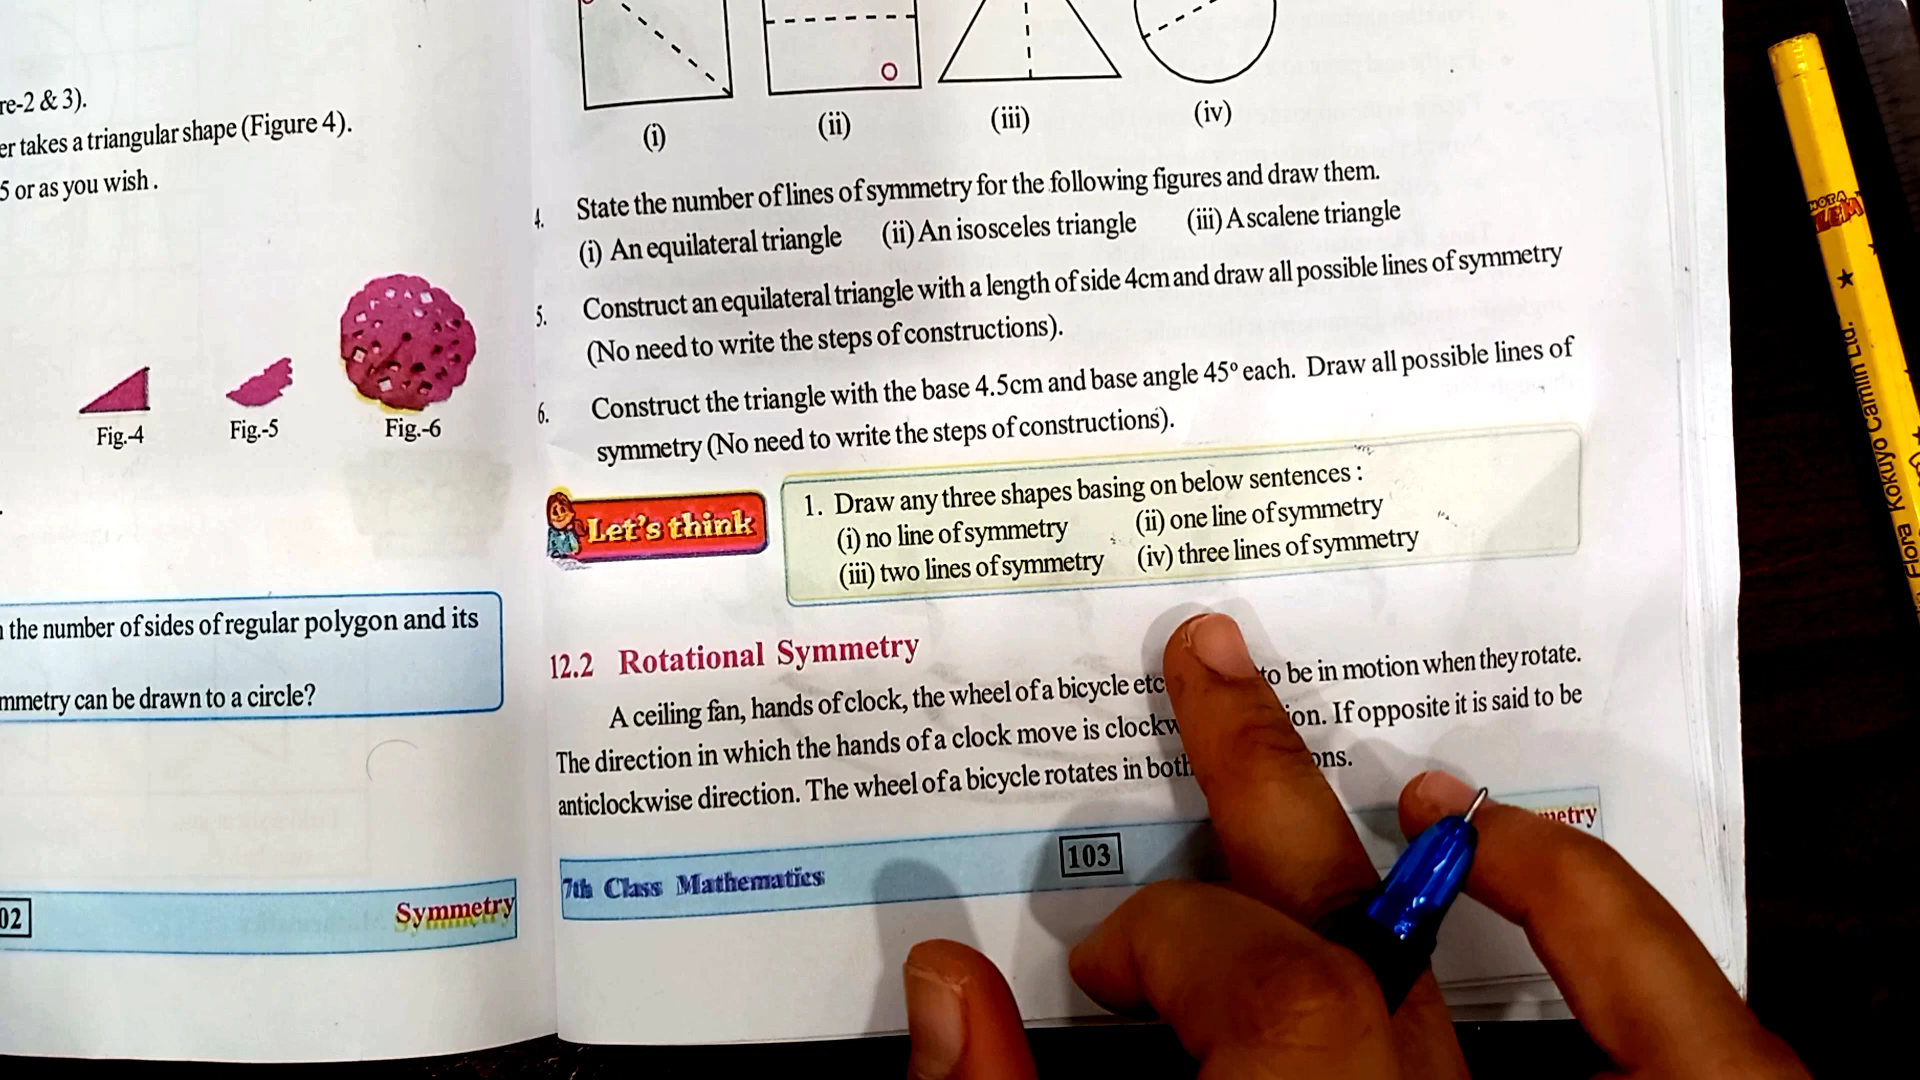 re-2 & 3).
er takes a triangular shape (Figure 4).
5 or as you wish .
Fig.-4
Fig.-5
Fig.-6
the number of sides of regular polygon and its
mmetry can be drawn to a circle?
02
Symmetry
(i)
(ii)
(iii)
(iv)
4. State the number of lines of symmetry for the following figures and draw them.
(i) An equilateral triangle (ii) An isosceles triangle (iii) A scalene triangle
5. Construct an equilateral triangle with a length of side 4cm and draw all possible lines of symmetry
(No need to write the steps of constructions).
6. Construct the triangle with the base 4.5cm and base angle 45° each. Draw all possible lines of
symmetry (No need to write the steps of constructions).
Let's think
1. Draw any three shapes basing on below sentences :
(i) no line of symmetry (ii) one line of symmetry
(iii) two lines of symmetry (iv) three lines of symmetry
12.2 Rotational Symmetry
A ceiling fan, hands of clock, the wheel of a bicycle etc to be in motion when they rotate.
The direction in which the hands of a clock move is clockw ion. If opposite it is said to be
anticlockwise direction. The wheel of a bicycle rotates in both ons.
7th Class Mathematics
103
metry
Flora Kokuyo Camlin Ltd.